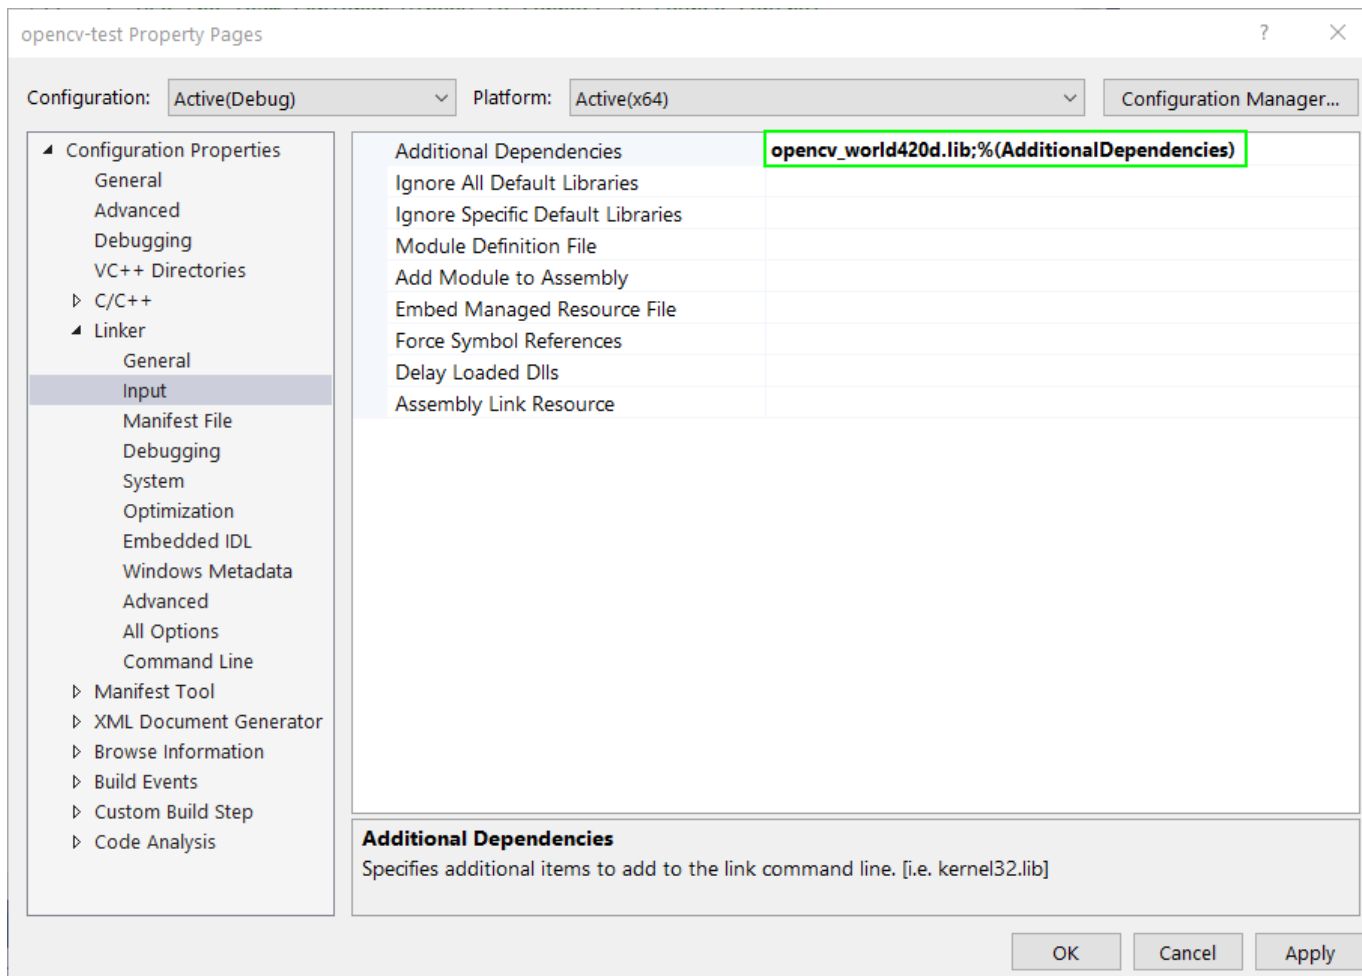 opencv-test Property Pages ?
Configuration: Active(Debug) Platform: Active(x64) Configuration Manager...
Configuration Properties
General
Advanced
Debugging
VC++ Directories
C/C++
Linker
General
Input
Manifest File
Debugging
System
Optimization
Embedded IDL
Windows Metadata
Advanced
All Options
Command Line
Manifest Tool
XML Document Generator
Browse Information
Build Events
Custom Build Step
Code Analysis
Additional Dependencies opencv_world420d.lib;%(AdditionalDependencies)
Ignore All Default Libraries
Ignore Specific Default Libraries
Module Definition File
Add Module to Assembly
Embed Managed Resource File
Force Symbol References
Delay Loaded Dlls
Assembly Link Resource
Additional Dependencies
Specifies additional items to add to the link command line. [i.e. kernel32.lib]
OK Cancel Apply